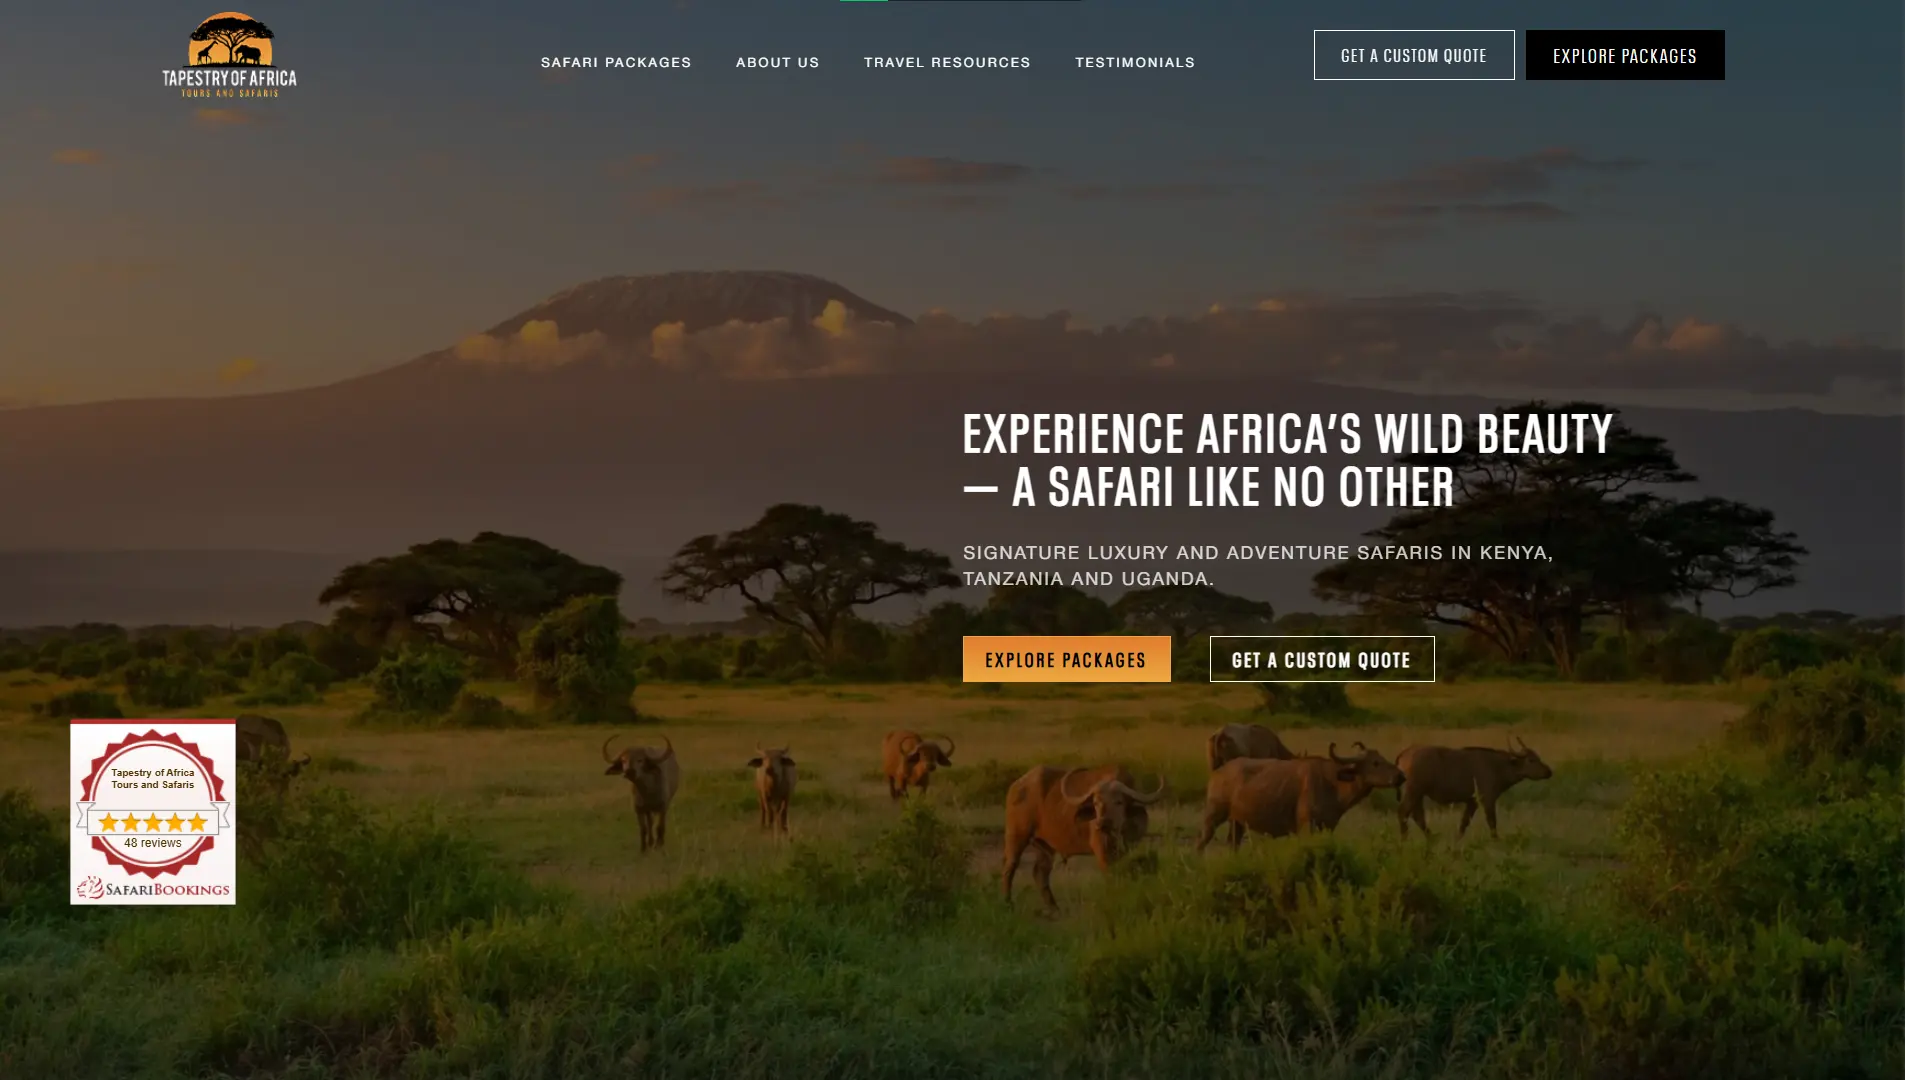 TAPESTRY OF AFRICA
TOURS AND SAFARIS
SAFARI PACKAGES
ABOUT US
TRAVEL RESOURCES
TESTIMONIALS
GET A CUSTOM QUOTE
EXPLORE PACKAGES
EXPERIENCE AFRICA'S WILD BEAUTY
— A SAFARI LIKE NO OTHER
SIGNATURE LUXURY AND ADVENTURE SAFARIS IN KENYA,
TANZANIA AND UGANDA.
EXPLORE PACKAGES
GET A CUSTOM QUOTE
Tapestry of Africa
Tours and Safaris
48 reviews
SAFARIBOOKINGS